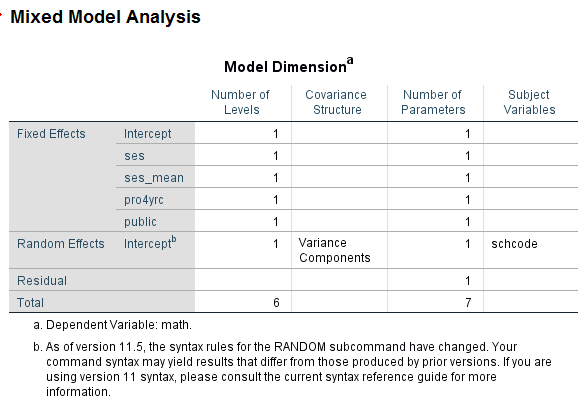 Mixed Model Analysis
Model Dimensiona
Number of Levels Covariance Structure Number of Parameters Subject Variables
Fixed Effects Intercept 1 1
ses 1 1
ses_mean 1 1
pro4yrc 1 1
public 1 1
Random Effects Interceptb 1 Variance Components 1 schcode
Residual 1
Total 6 7
a. Dependent Variable: math.
b. As of version 11.5, the syntax rules for the RANDOM subcommand have changed. Your
command syntax may yield results that differ from those produced by prior versions. If you are
using version 11 syntax, please consult the current syntax reference guide for more
information.